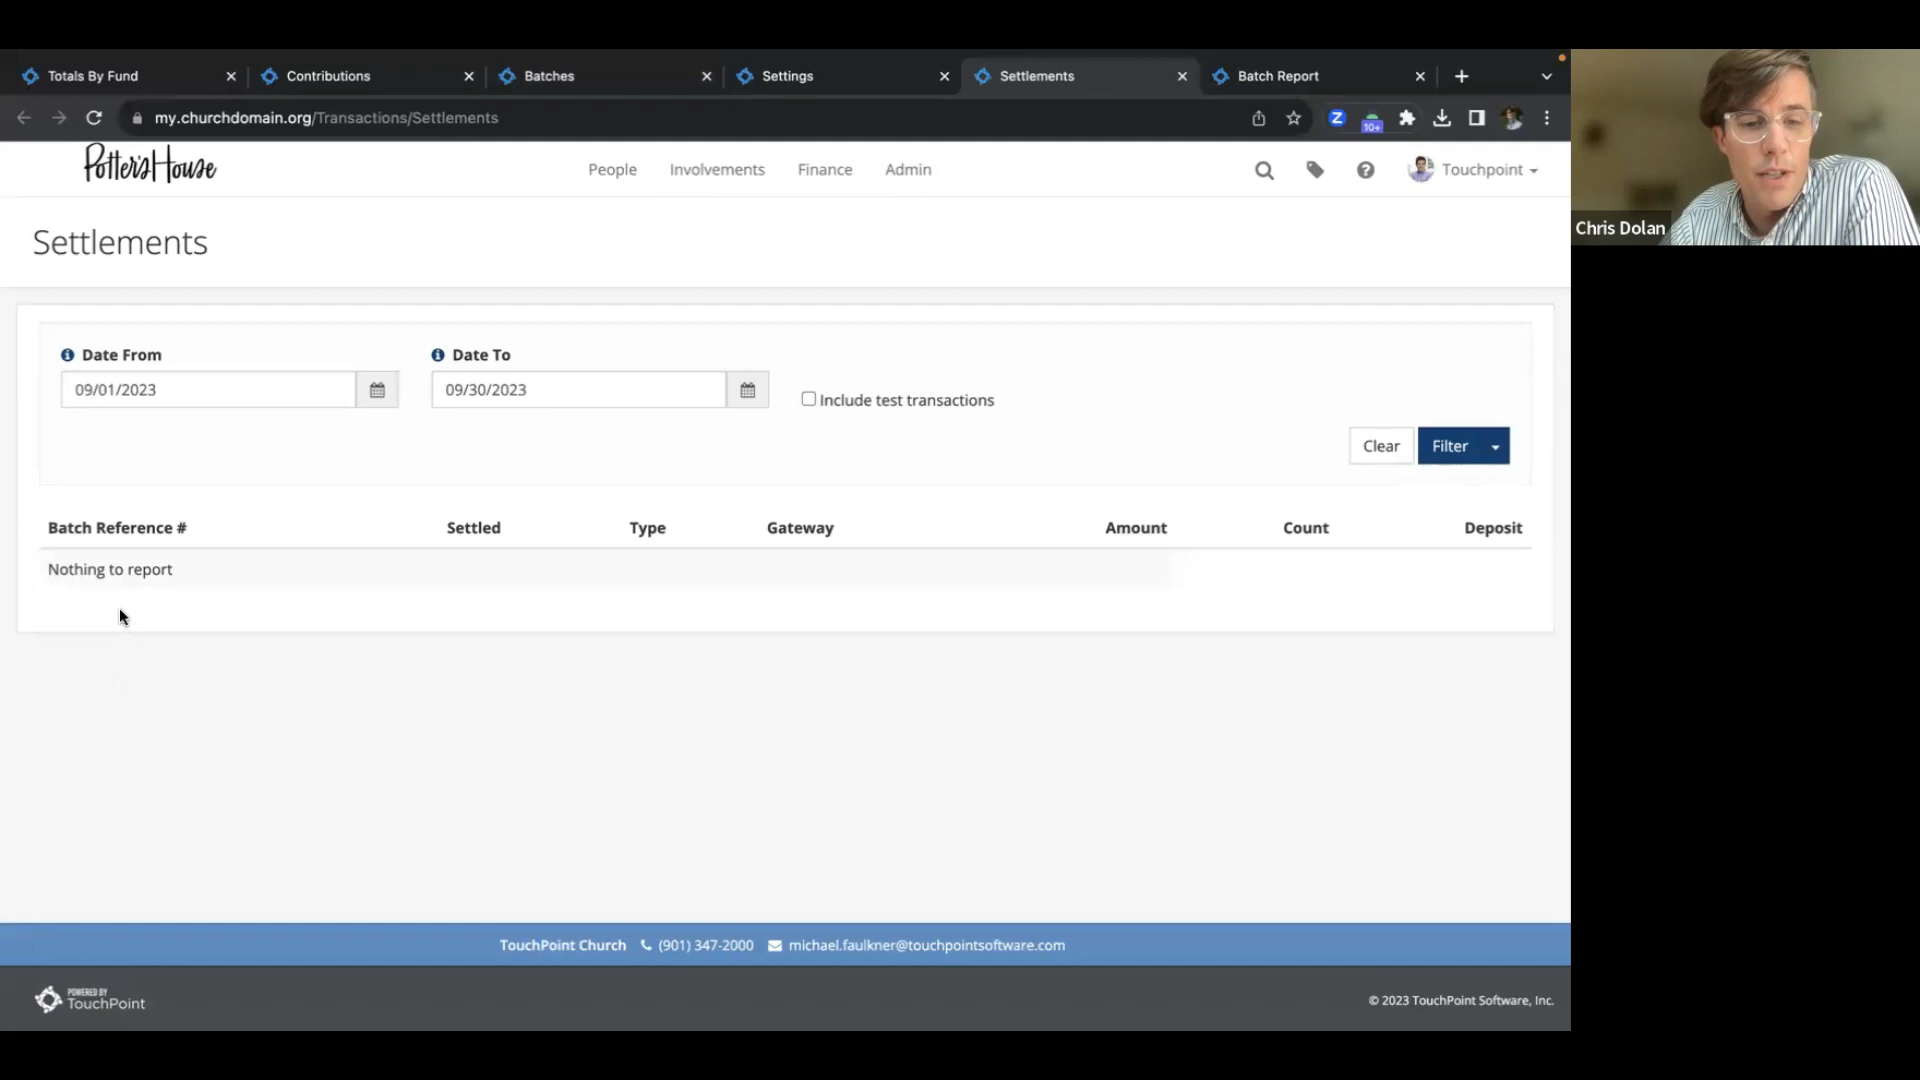 Totals By Fund
Contributions
Batches
Settings
Settlements
Batch Report
my.churchdomain.org/Transactions/Settlements
Z
10+
Potter's House
People
Involvements
Finance
Admin
Touchpoint
Chris Dolan
Settlements
Date From
Date To
09/01/2023
09/30/2023
Include test transactions
Clear
Filter
Batch Reference # Settled Type Gateway Amount Count Deposit
Nothing to report
TouchPoint Church (901) 347-2000 michael.faulkner@touchpointsoftware.com
POWERED BY
TouchPoint
© 2023 TouchPoint Software, Inc.